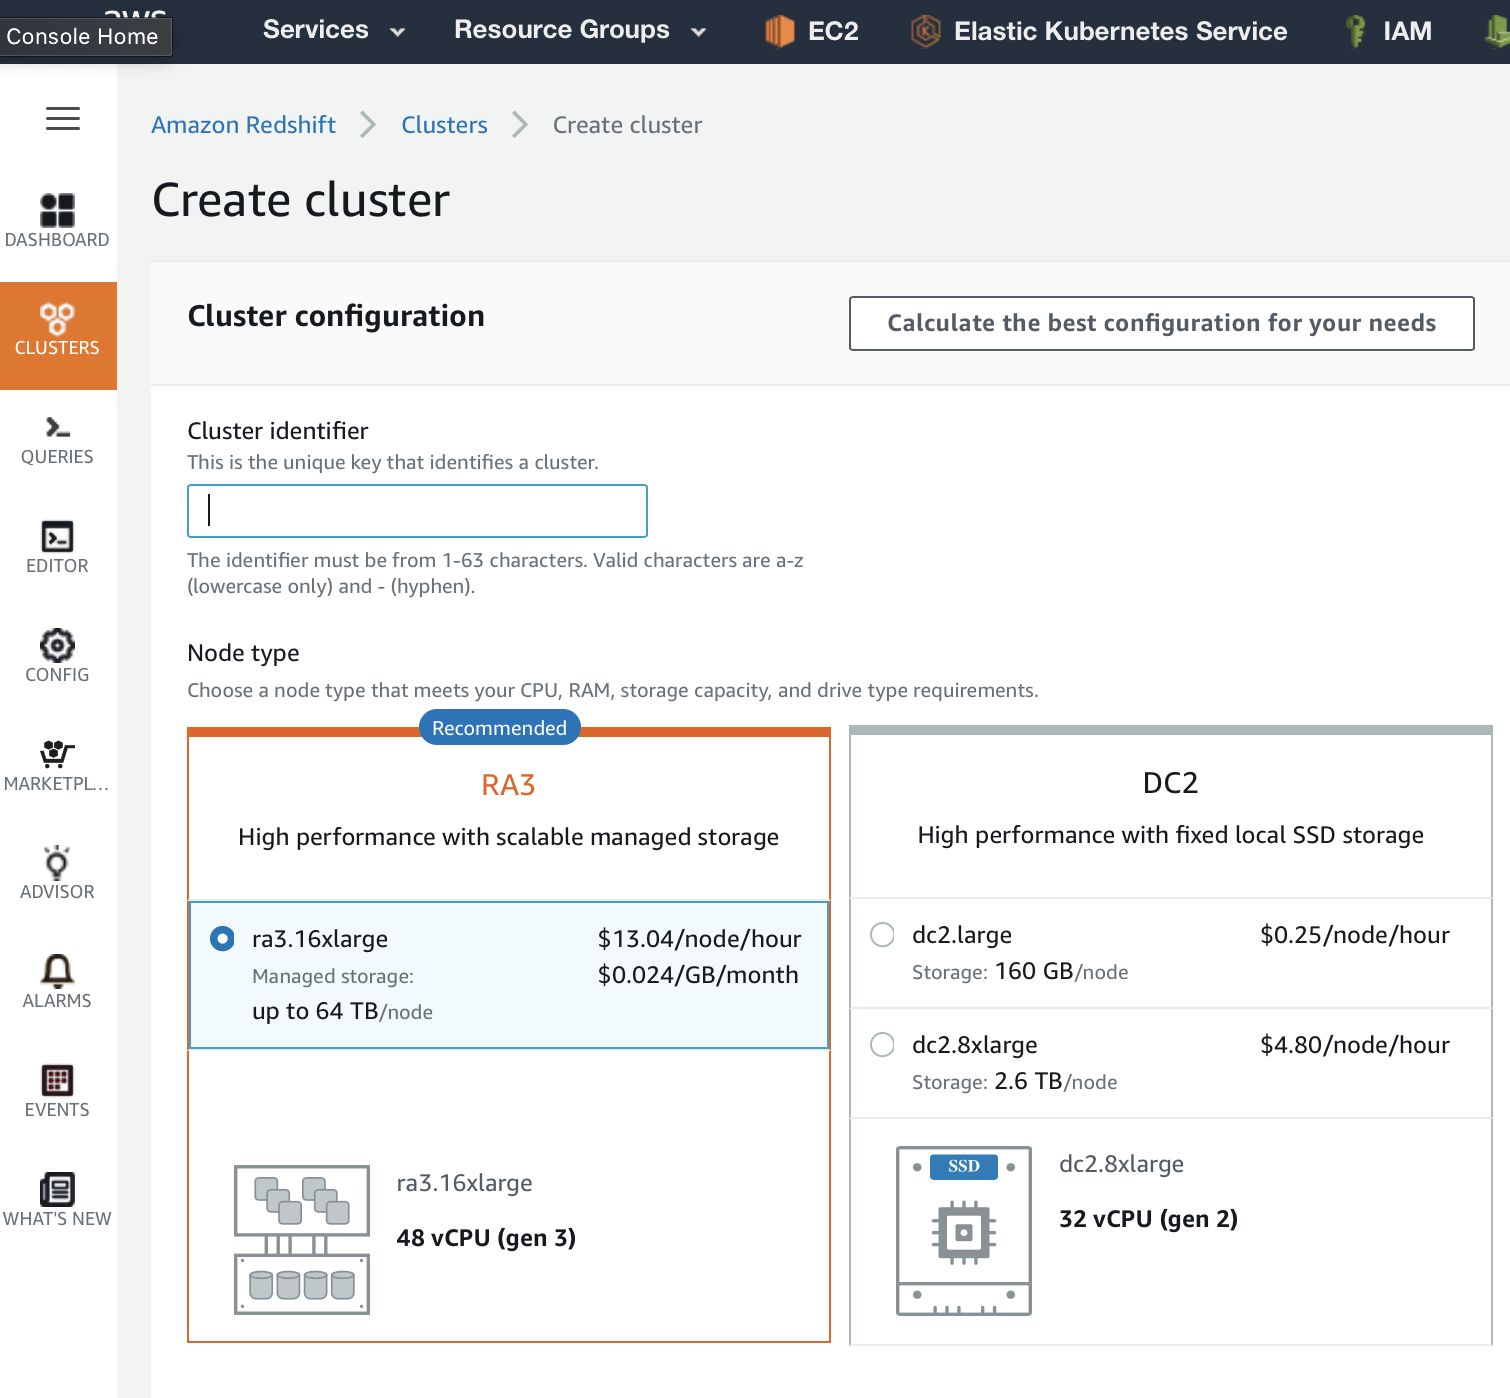 aws
Console Home
Services
Resource Groups
EC2
Elastic Kubernetes Service
IAM
Amazon Redshift
Clusters
Create cluster
Create cluster
DASHBOARD
CLUSTERS
QUERIES
EDITOR
CONFIG
MARKETPL...
ADVISOR
ALARMS
EVENTS
WHAT'S NEW
Cluster configuration
Calculate the best configuration for your needs
Cluster identifier
This is the unique key that identifies a cluster.
The identifier must be from 1-63 characters. Valid characters are a-z
(lowercase only) and - (hyphen).
Node type
Choose a node type that meets your CPU, RAM, storage capacity, and drive type requirements.
Recommended
RA3
High performance with scalable managed storage
ra3.16xlarge $13.04/node/hour
Managed storage: $0.024/GB/month
up to 64 TB/node
ra3.16xlarge
48 vCPU (gen 3)
DC2
High performance with fixed local SSD storage
dc2.large $0.25/node/hour
Storage: 160 GB/node
dc2.8xlarge $4.80/node/hour
Storage: 2.6 TB/node
SSD
dc2.8xlarge
32 vCPU (gen 2)